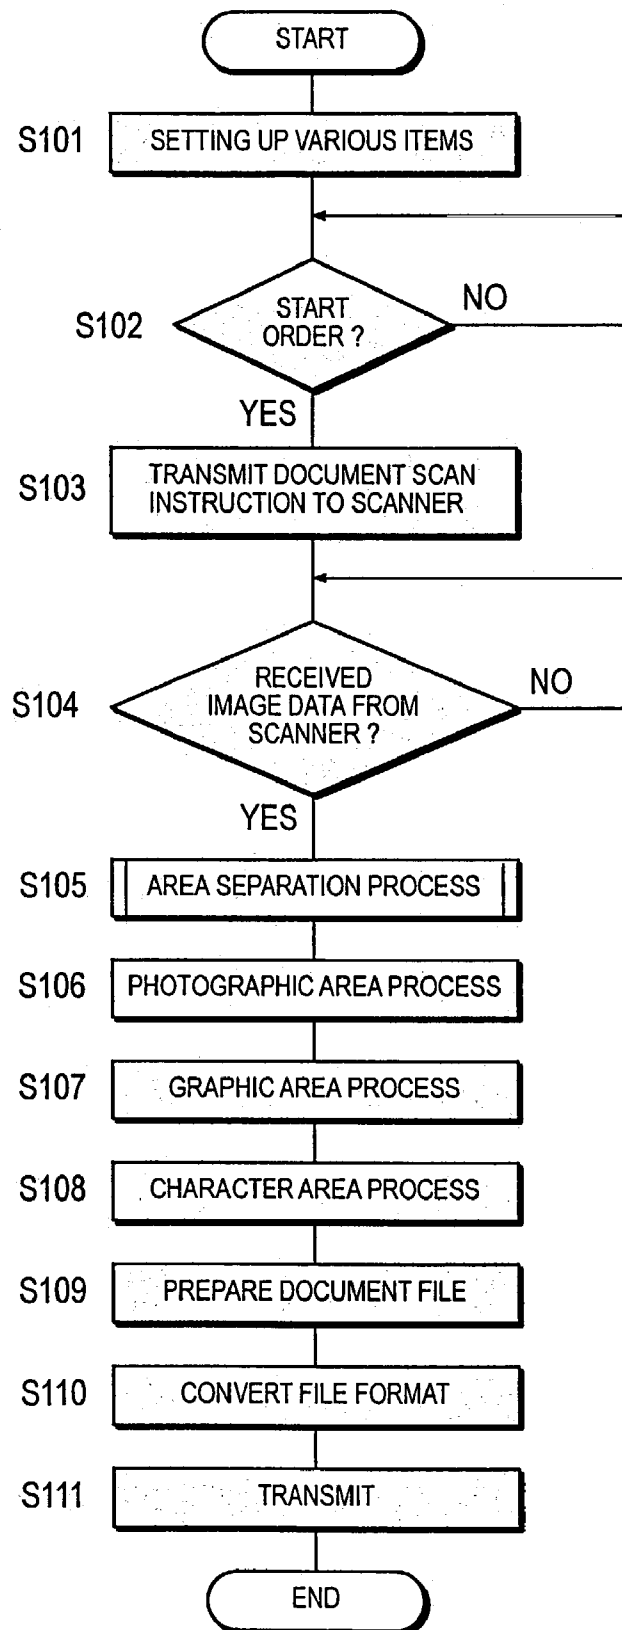 START
S101
SETTING UP VARIOUS ITEMS
S102
START
ORDER ?
NO
YES
S103
TRANSMIT DOCUMENT SCAN
INSTRUCTION TO SCANNER
S104
RECEIVED
IMAGE DATA FROM
SCANNER ?
NO
YES
S105
AREA SEPARATION PROCESS
S106
PHOTOGRAPHIC AREA PROCESS
S107
GRAPHIC AREA PROCESS
S108
CHARACTER AREA PROCESS
S109
PREPARE DOCUMENT FILE
S110
CONVERT FILE FORMAT
S111
TRANSMIT
END